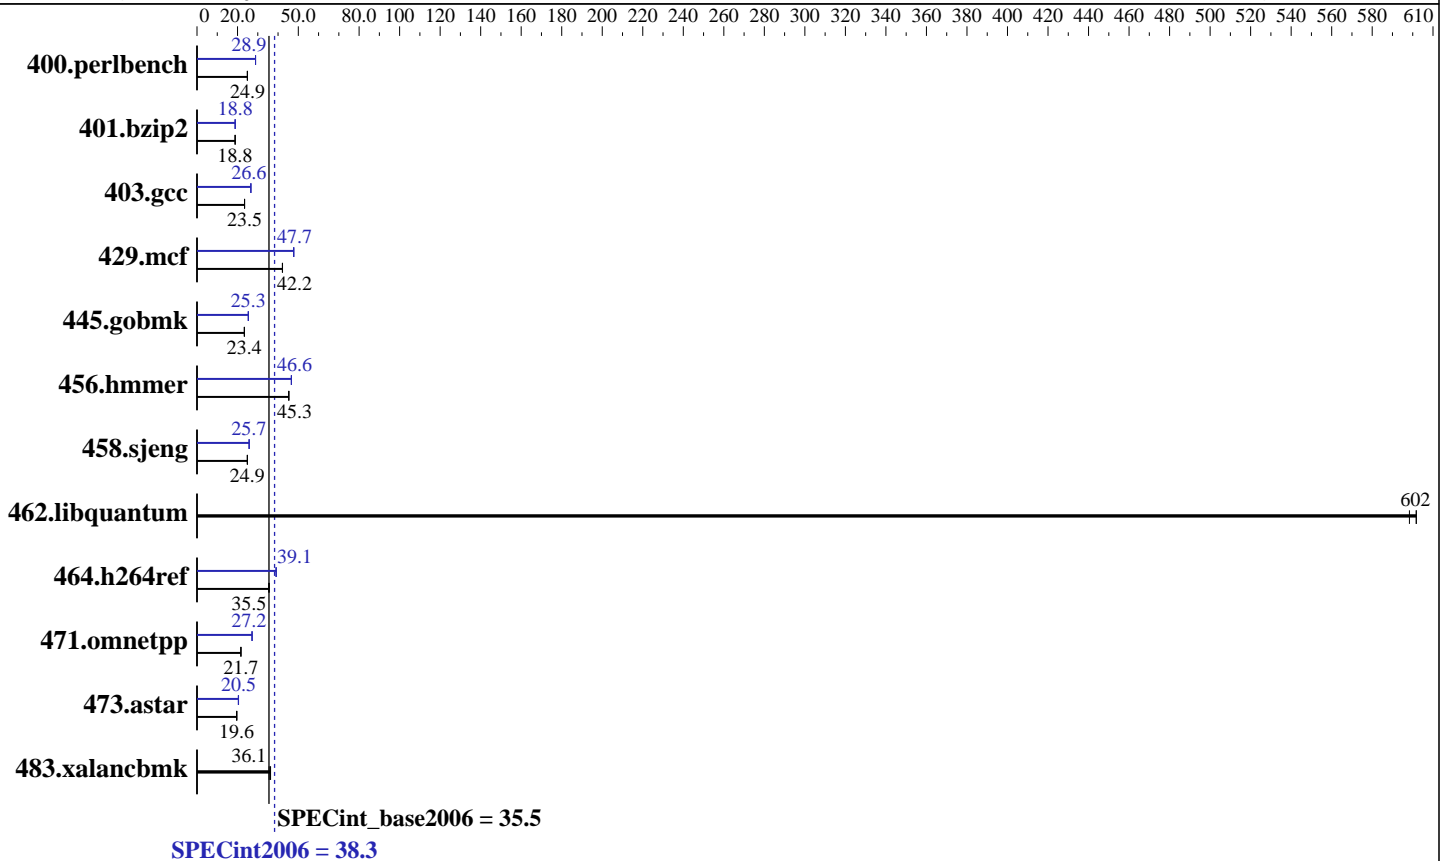 0 20.0 50.0 80.0 100 120 140 160 180 200 220 240 260 280 300 320 340 360 380 400 420 440 460 480 500 520 540 560 580 610
28.9
400.perlbench
24.9
18.8
401.bzip2
18.8
26.6
403.gcc
23.5
47.7
429.mcf
42.2
25.3
445.gobmk
23.4
46.6
456.hmmer
45.3
25.7
458.sjeng
24.9
602
462.libquantum
39.1
464.h264ref
35.5
27.2
471.omnetpp
21.7
20.5
473.astar
19.6
36.1
483.xalancbmk
SPECint_base2006 = 35.5
SPECint2006 = 38.3